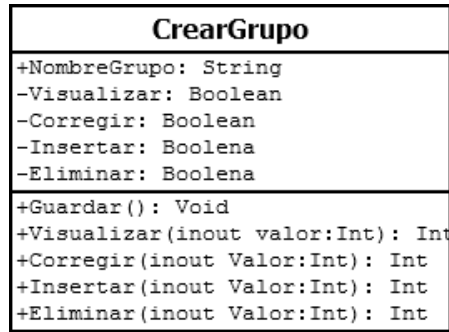 CrearGrupo
+NombreGrupo: String
-Visualizar: Boolean
-Corregir: Boolean
-Insertar: Boolena
-Eliminar: Boolena
+Guardar(): Void
+Visualizar(inout valor:Int): Int
+Corregir(inout Valor:Int): Int
+Insertar(inout Valor:Int): Int
+Eliminar(inout Valor:Int): Int